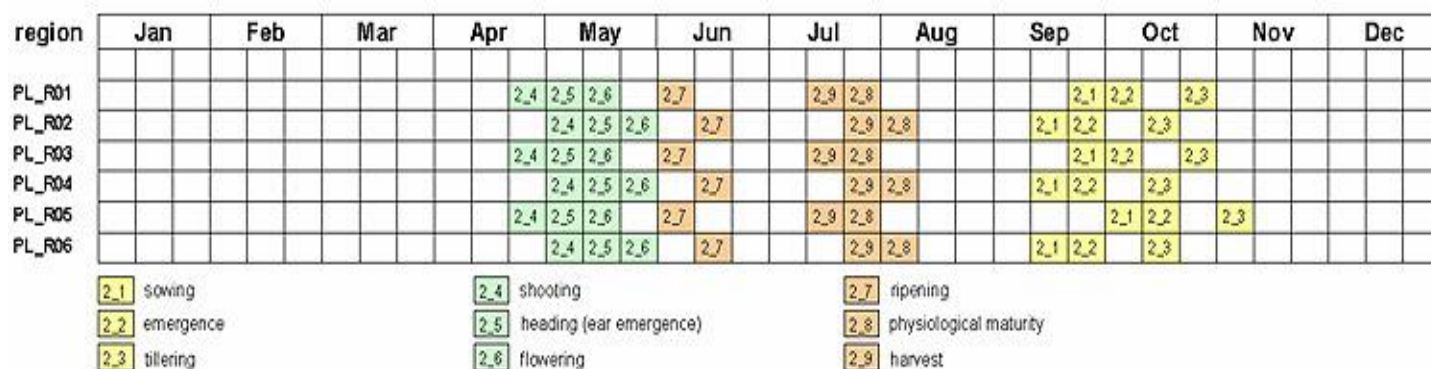 region Jan Feb Mar Apr May Jun Jul Aug Sep Oct Nov Dec
PL_R01 2_4 2_5 2_6 2_7 2_9 2_8 2_1 2_2 2_3
PL_R02 2_4 2_5 2_6 2_7 2_9 2_8 2_1 2_2 2_3
PL_R03 2_4 2_5 2_6 2_7 2_9 2_8 2_1 2_2 2_3
PL_R04 2_4 2_5 2_6 2_7 2_9 2_8 2_1 2_2 2_3
PL_R05 2_4 2_5 2_6 2_7 2_9 2_8 2_1 2_2 2_3
PL_R06 2_4 2_5 2_6 2_7 2_9 2_8 2_1 2_2 2_3
2_1 sowing 2_4 shooting 2_7 ripening
2_2 emergence 2_5 heading (ear emergence) 2_8 physiological maturity
2_3 tillering 2_6 flowering 2_9 harvest